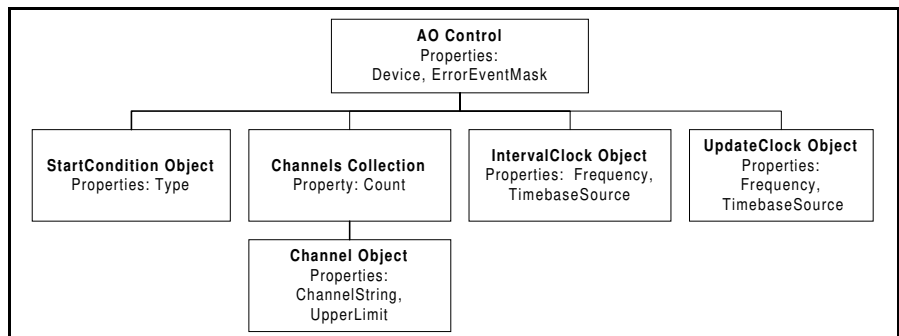 AO Control
Properties:
Device, ErrorEventMask
StartCondition Object
Properties: Type
Channels Collection
Property: Count
IntervalClock Object
Properties: Frequency,
TimebaseSource
UpdateClock Object
Properties:
Frequency,
TimebaseSource
Channel Object
Properties:
ChannelString,
UpperLimit